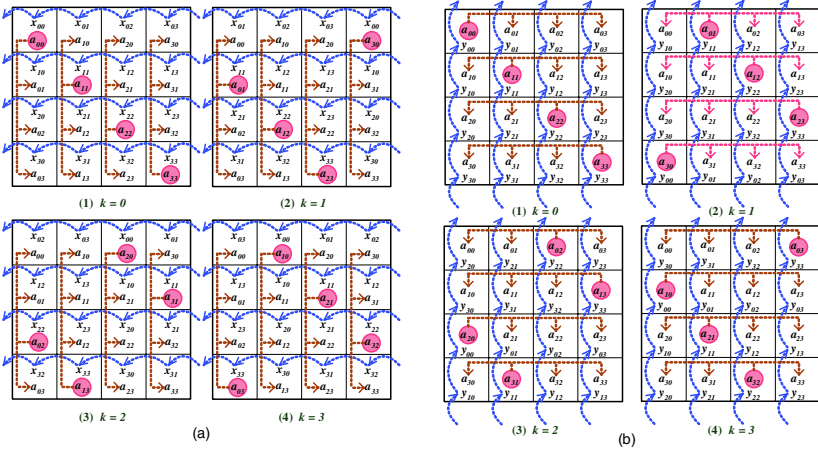 x00 x01 x02 x03
a00 a10 a20 a30
x10 x11 x12 x13
a01 a11 a21 a31
x20 x21 x22 x23
a02 a12 a22 a32
x30 x31 x32 x33
a03 a13 a23 a33
(1) k = 0
x01 x02 x03 x00
a00 a10 a20 a30
x11 x12 x13 x10
a01 a11 a21 a31
x21 x22 x23 x20
a02 a12 a22 a32
x31 x32 x33 x30
a03 a13 a23 a33
(2) k = 1
x02 x03 x00 x01
a00 a10 a20 a30
x12 x13 x10 x11
a01 a11 a21 a31
x22 x23 x20 x21
a02 a12 a22 a32
x32 x33 x30 x31
a03 a13 a23 a33
(3) k = 2
x03 x00 x01 x02
a00 a10 a20 a30
x13 x10 x11 x12
a01 a11 a21 a31
x23 x20 x21 x22
a02 a12 a22 a32
x33 x30 x31 x32
a03 a13 a23 a33
(4) k = 3
(a)
a00 a01 a02 a03
y00 y01 y02 y03
a10 a11 a12 a13
y10 y11 y12 y13
a20 a21 a22 a23
y20 y21 y22 y23
a30 a31 a32 a33
y30 y31 y32 y33
(1) k = 0
a00 a01 a02 a03
y10 y11 y12 y13
a10 a11 a12 a13
y20 y21 y22 y23
a20 a21 a22 a23
y30 y31 y32 y33
a30 a31 a32 a33
y00 y01 y02 y03
(2) k = 1
a00 a01 a02 a03
y20 y21 y22 y23
a10 a11 a12 a13
y30 y31 y32 y33
a20 a21 a22 a23
y00 y01 y02 y03
a30 a31 a32 a33
y10 y11 y12 y13
(3) k = 2
a00 a01 a02 a03
y30 y31 y32 y33
a10 a11 a12 a13
y00 y01 y02 y03
a20 a21 a22 a23
y10 y11 y12 y13
a30 a31 a32 a33
y20 y21 y22 y23
(4) k = 3
(b)